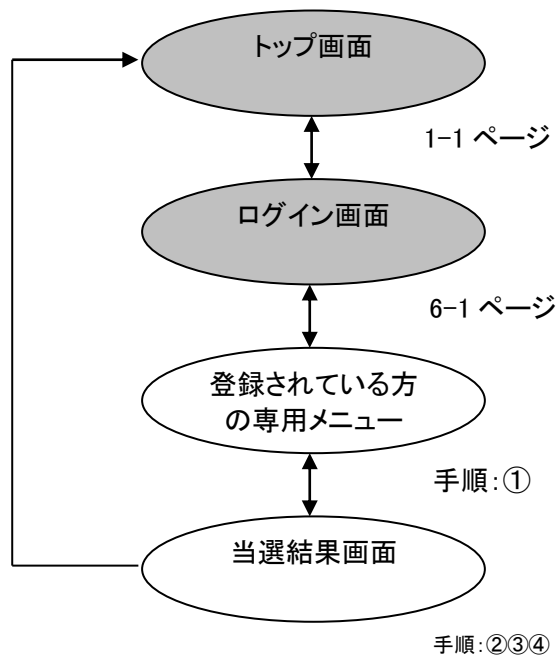 トップ画面
1-1 ページ
ログイン画面
6-1 ページ
登録されている方
の専用メニュー
手順:①
当選結果画面
手順:②③④